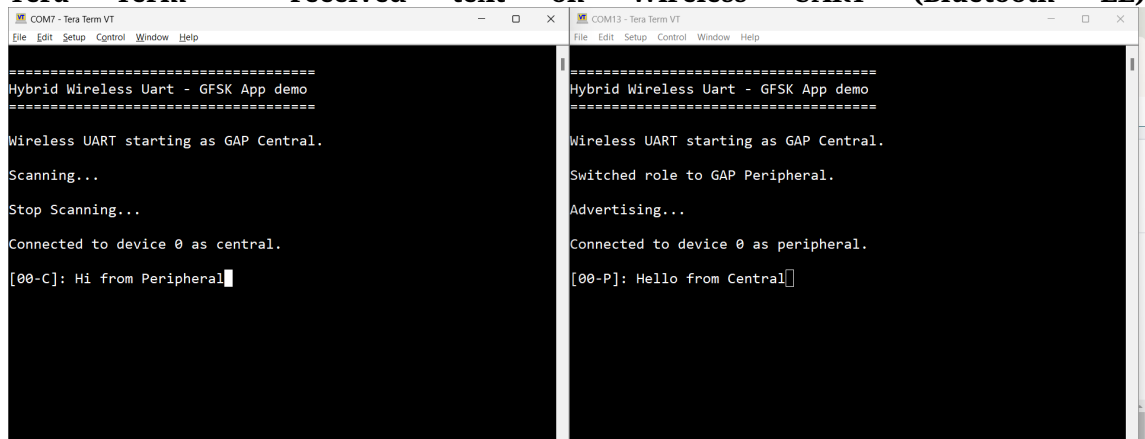 Tera Term - received text on Wireless UART (Bluetooth LE)
COM7 - Tera Term VT
File Edit Setup Control Window Help
=====================================
Hybrid Wireless Uart - GFSK App demo
=====================================
Wireless UART starting as GAP Central.
Scanning...
Stop Scanning...
Connected to device 0 as central.
[00-C]: Hi from Peripheral
COM13 - Tera Term VT
File Edit Setup Control Window Help
=====================================
Hybrid Wireless Uart - GFSK App demo
=====================================
Wireless UART starting as GAP Central.
Switched role to GAP Peripheral.
Advertising...
Connected to device 0 as peripheral.
[00-P]: Hello from Central